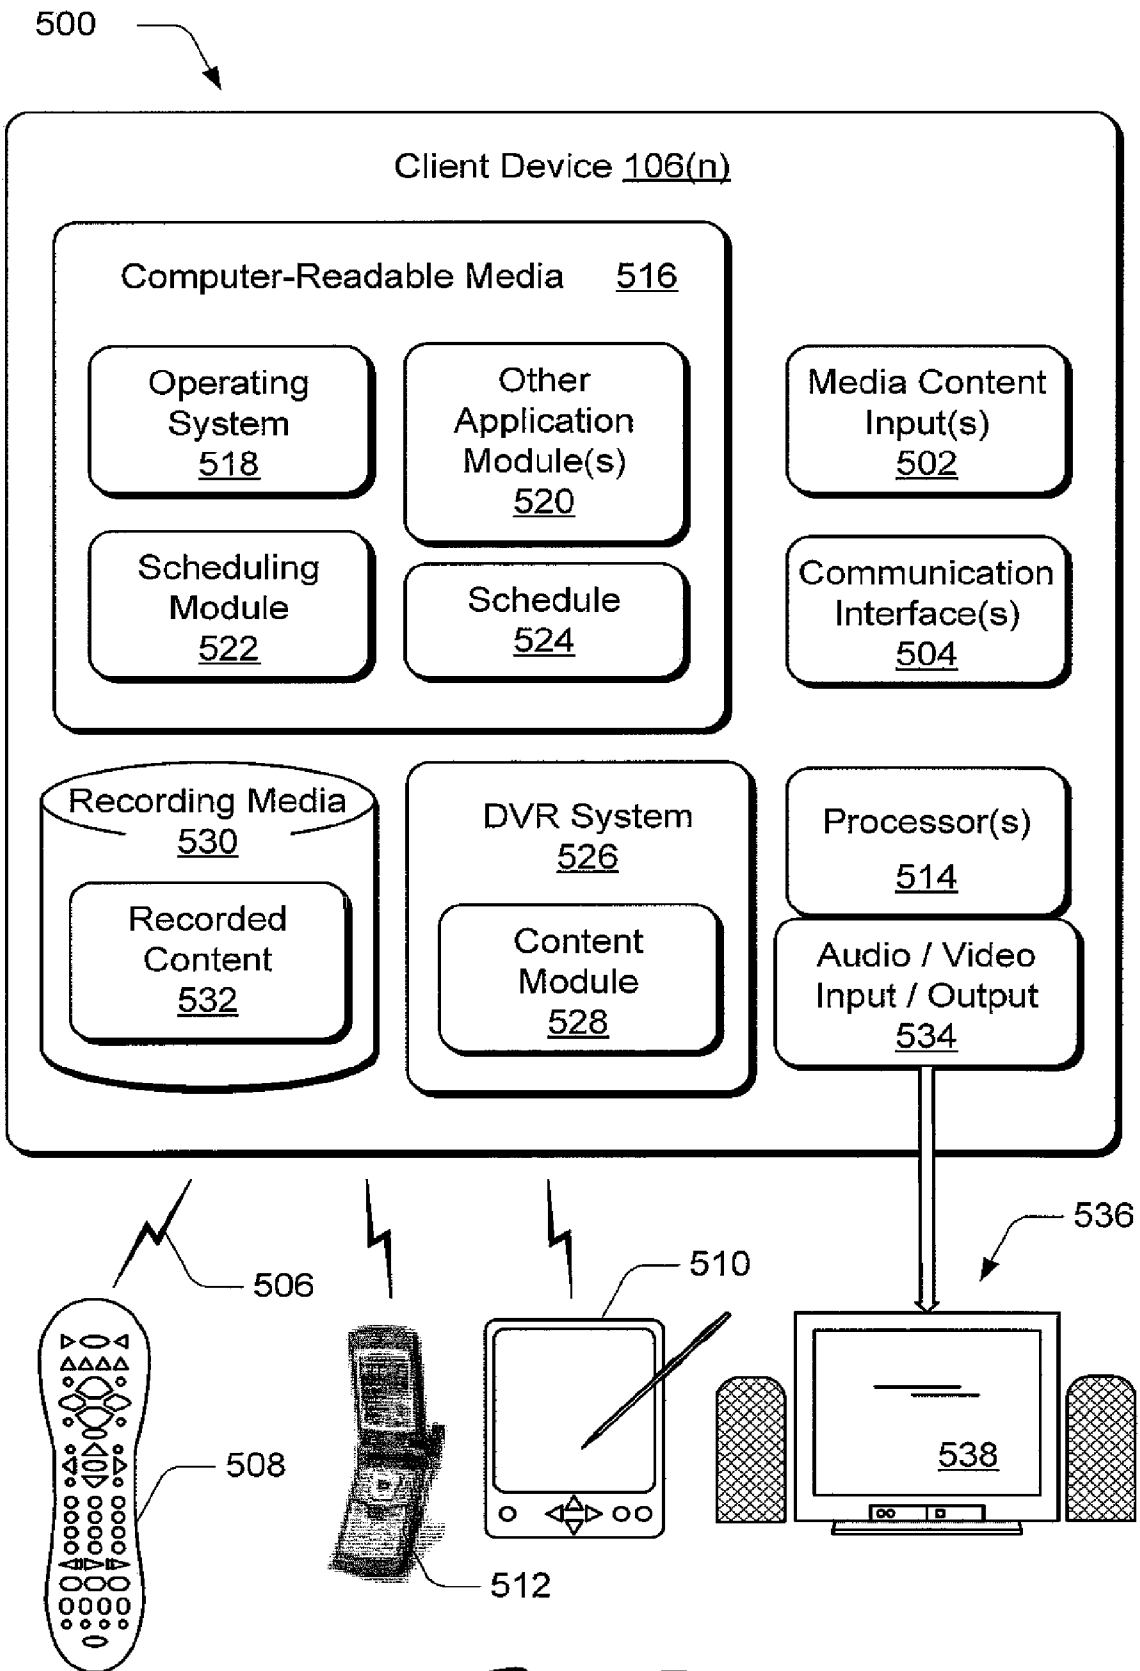 500
Client Device 106(n)
Computer-Readable Media 516
Operating
System
518
Other
Application
Module(s)
520
Media Content
Input(s)
502
Scheduling
Module
522
Schedule
524
Communication
Interface(s)
504
Recording Media
530
Recorded
Content
532
DVR System
526
Content
Module
528
Processor(s)
514
Audio / Video
Input / Output
534
506
508
512
510
536
538